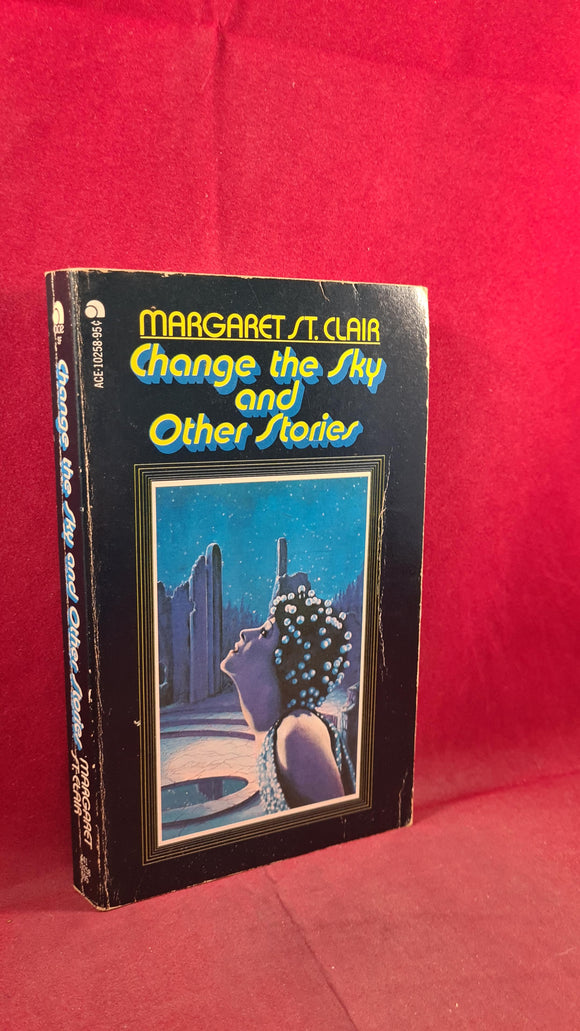 ACE-10258-95¢
MARGARET ST. CLAIR
Change the Sky
and
Other Stories
Change the Sky and Other Stories
MARGARET
ST. CLAIR